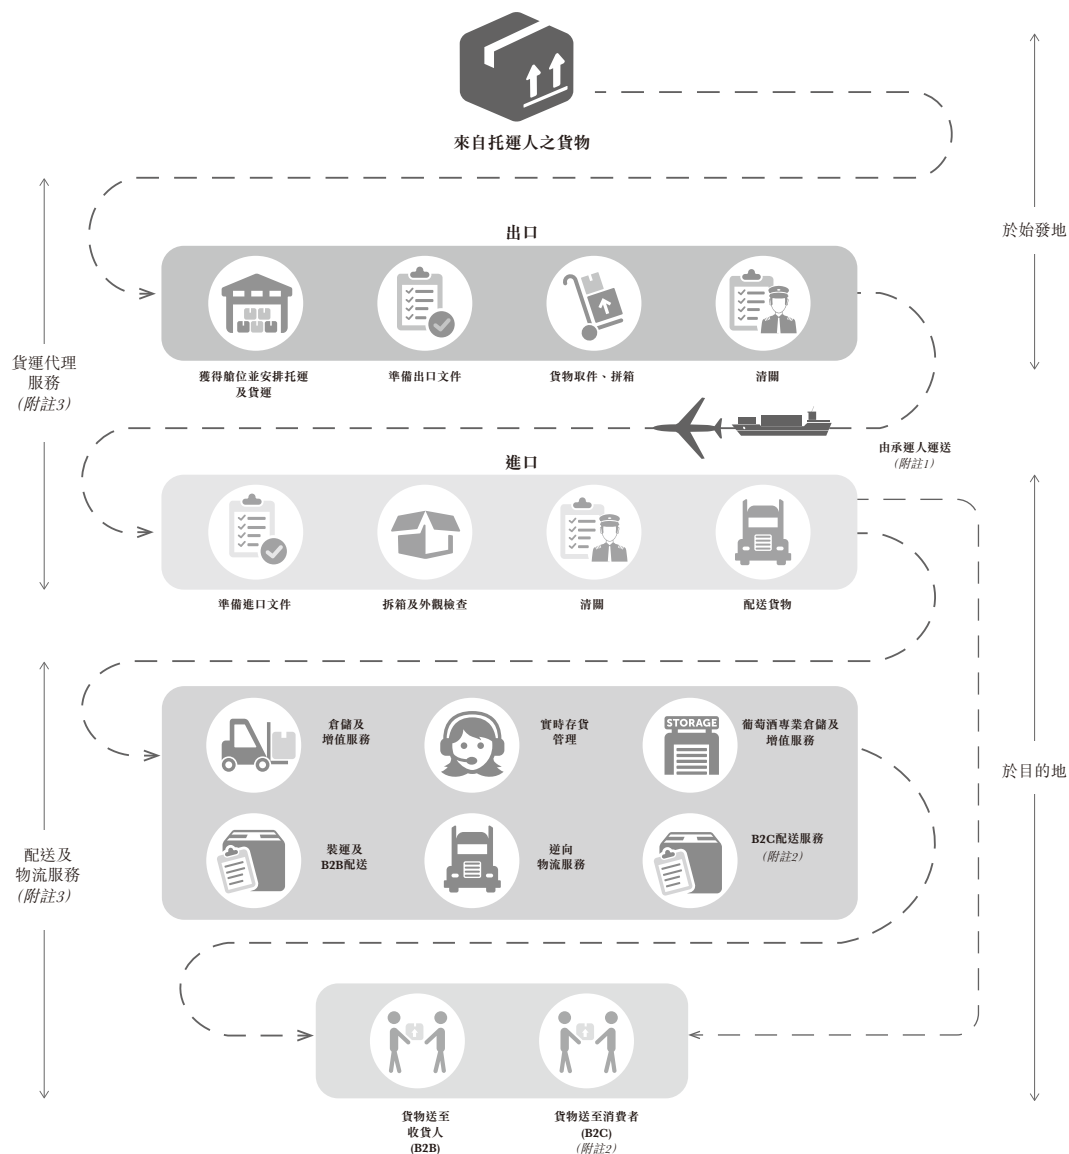 來自托運人之貨物
於始發地
出口
獲得艙位並安排托運
及貨運
準備出口文件
貨物取件、拼箱
清關
貨運代理
服務
(附註3)
由承運人運送
(附註1)
進口
準備進口文件
拆箱及外觀檢查
清關
配送貨物
於目的地
倉儲及
增值服務
實時存貨
管理
STORAGE
葡萄酒專業倉儲及
增值服務
裝運及
B2B配送
逆向
物流服務
B2C配送服務
(附註2)
配送及
物流服務
(附註3)
貨物送至
收貨人
(B2B)
貨物送至消費者
(B2C)
(附註2)